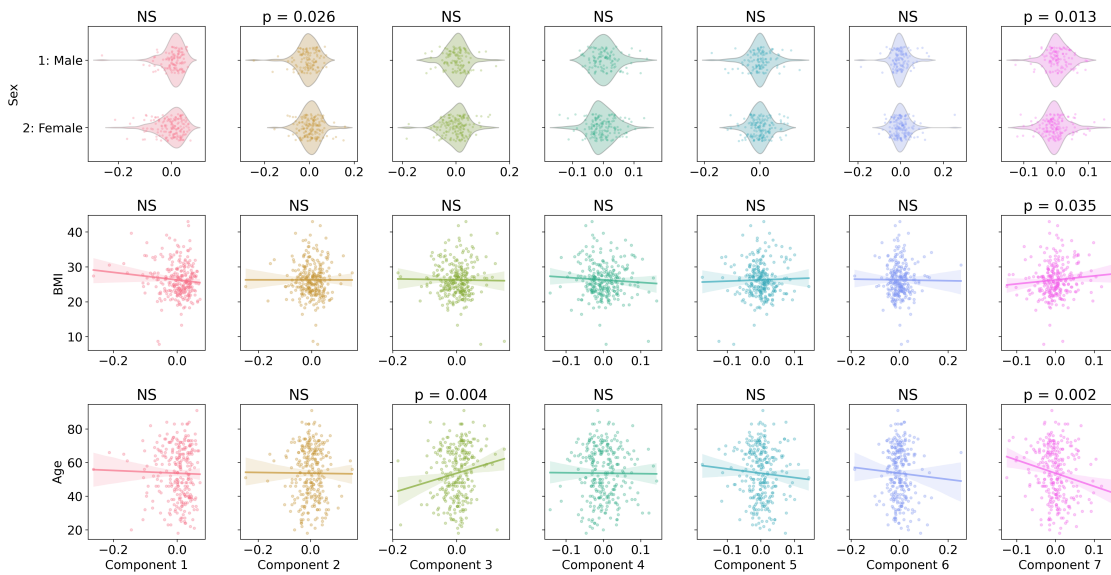 NS p = 0.026 NS NS NS NS p = 0.013
Sex
1: Male
2: Female
−0.2 0.0 −0.2 0.0 0.2 −0.2 0.0 0.2 −0.1 0.0 0.1 −0.2 0.0 −0.2 0.0 0.2 −0.1 0.0 0.1
NS NS NS NS NS NS p = 0.035
BMI
40
30
20
10
−0.2 0.0 −0.2 0.0 −0.2 0.0 −0.1 0.0 0.1 −0.1 0.0 0.1 −0.2 0.0 0.2 −0.1 0.0 0.1
NS NS p = 0.004 NS NS NS p = 0.002
Age
80
60
40
20
−0.2 0.0 −0.2 0.0 −0.2 0.0 −0.1 0.0 0.1 −0.1 0.0 0.1 −0.2 0.0 0.2 −0.1 0.0 0.1
Component 1 Component 2 Component 3 Component 4 Component 5 Component 6 Component 7